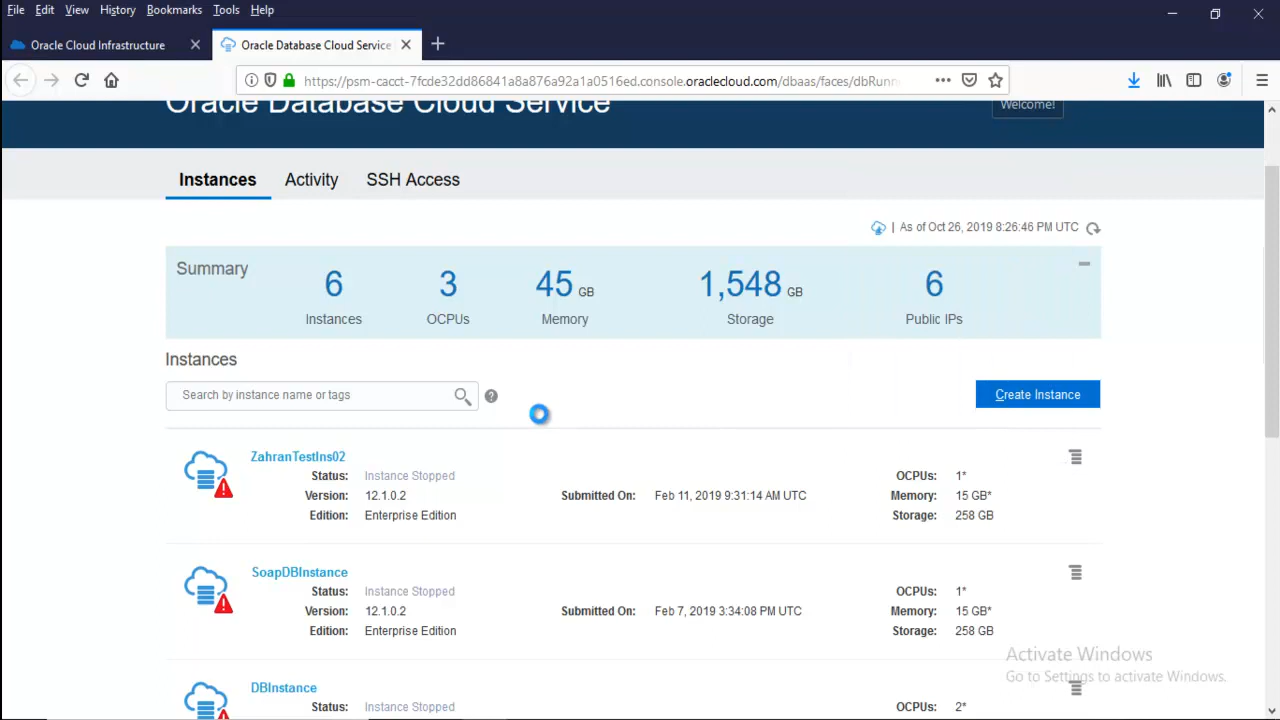 File Edit View History Bookmarks Tools Help
Oracle Cloud Infrastructure
Oracle Database Cloud Service
https://psm-cacct-7fcde32dd86841a8a876a92a1a0516ed.console.oraclecloud.com/dbaas/faces/dbRunn
Oracle Database Cloud Service
Welcome!
Instances Activity SSH Access
| As of Oct 26, 2019 8:26:46 PM UTC
Summary
6 3 45 GB 1,548 GB 6
Instances OCPUs Memory Storage Public IPs
Instances
Search by instance name or tags
?
Create Instance
ZahranTestIns02
Status: Instance Stopped OCPUs: 1*
Version: 12.1.0.2 Submitted On: Feb 11, 2019 9:31:14 AM UTC Memory: 15 GB*
Edition: Enterprise Edition Storage: 258 GB
SoapDBInstance
Status: Instance Stopped OCPUs: 1*
Version: 12.1.0.2 Submitted On: Feb 7, 2019 3:34:08 PM UTC Memory: 15 GB*
Edition: Enterprise Edition Storage: 258 GB
Activate Windows
Go to Settings to activate Windows.
DBInstance
Status: Instance Stopped OCPUs: 2*